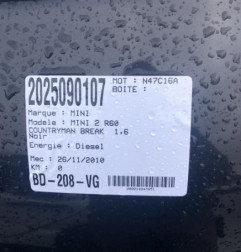 2025090107
MOT : N47C16A
BOITE :
Marque : MINI
Modele : MINI 2 R60
COUNTRYMAN BREAK 1.6
Noir
Energie : Diesel
Mec : 26/11/2010
KM : 0
BD-208-VG